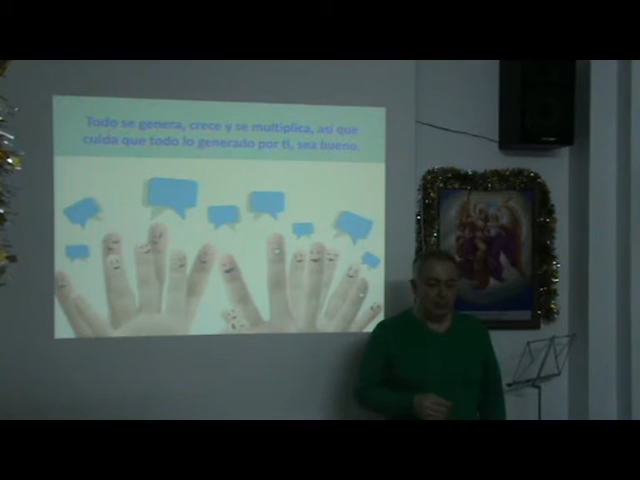 Todo se genera, crece y se multiplica, así que
cuida que todo lo generado por ti, sea bueno.